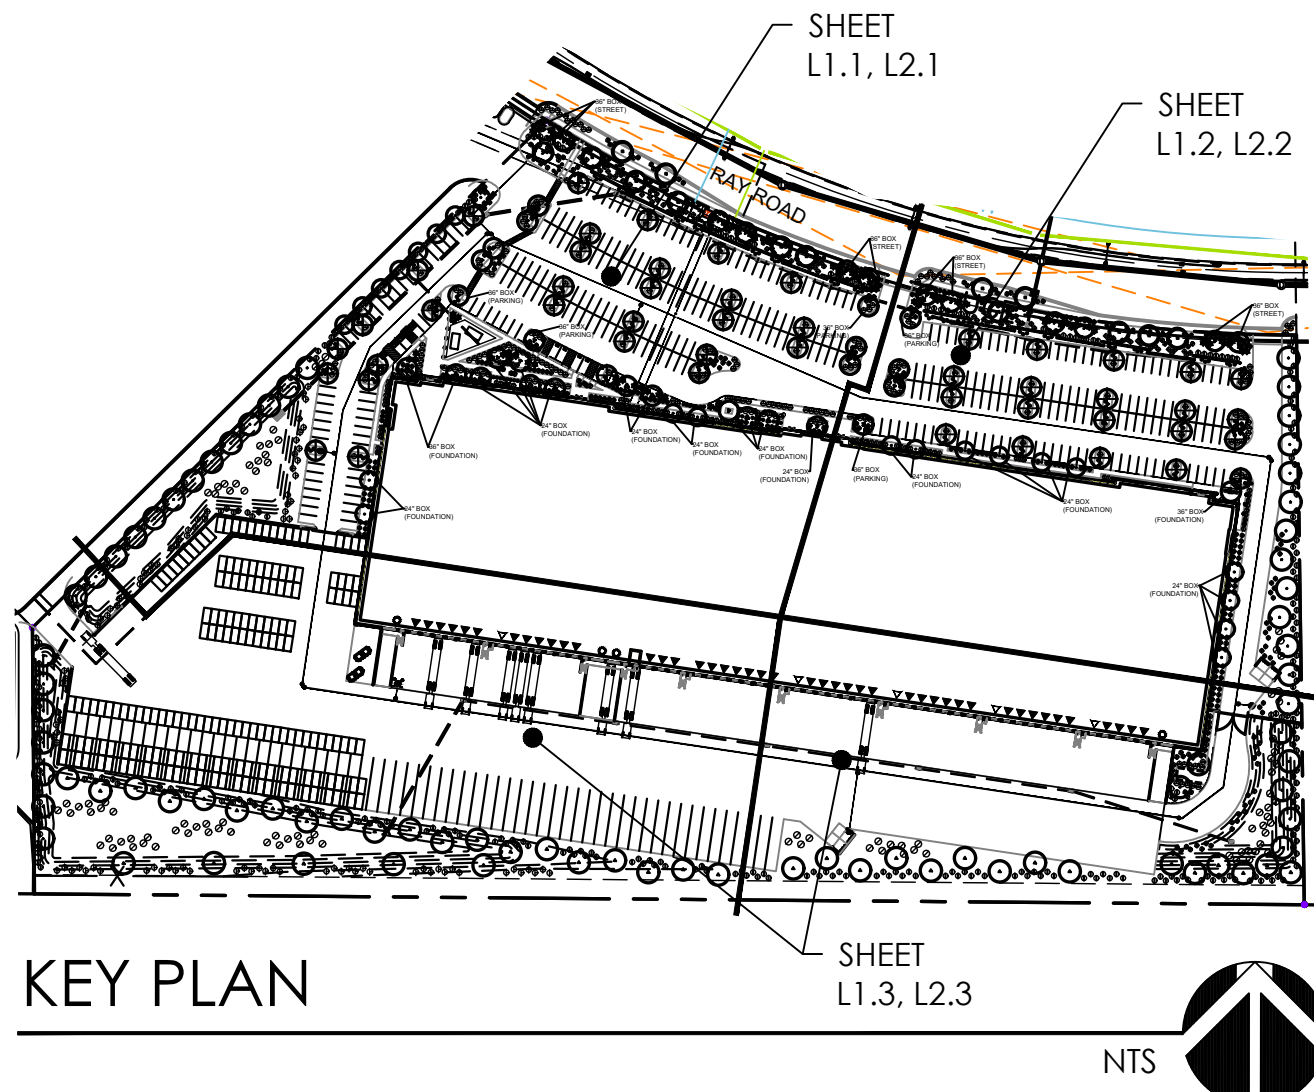 SHEET
L1.1, L2.1
SHEET
L1.2, L2.2
36" BOX
(STREET)
RAY ROAD
36" BOX
(STREET)
36" BOX
(STREET)
36" BOX
(STREET)
36" BOX
(PARKING)
36" BOX
(PARKING)
36" BOX
(PARKING)
36" BOX
(PARKING)
36" BOX
(FOUNDATION)
24" BOX
(FOUNDATION)
24" BOX
(FOUNDATION)
24" BOX
(FOUNDATION)
24" BOX
(FOUNDATION)
24" BOX
(FOUNDATION)
36" BOX
(PARKING)
24" BOX
(FOUNDATION)
24" BOX
(FOUNDATION)
36" BOX
(FOUNDATION)
24" BOX
(FOUNDATION)
24" BOX
(FOUNDATION)
SHEET
L1.3, L2.3
KEY PLAN
NTS